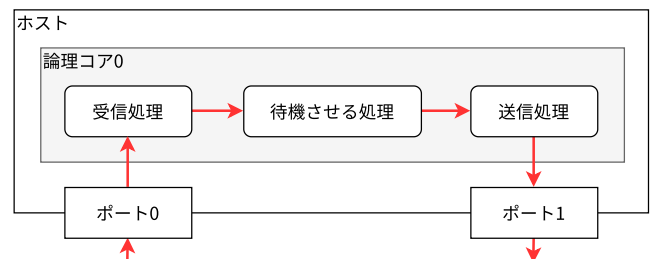 ホスト
論理コア0
受信処理
待機させる処理
送信処理
ポート0
ポート1